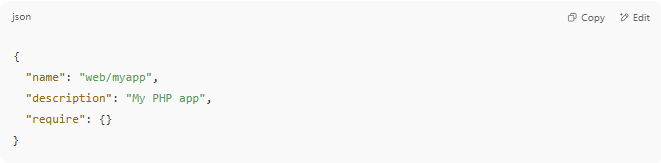 json Copy Edit
{
  "name": "web/myapp",
  "description": "My PHP app",
  "require": {}
}